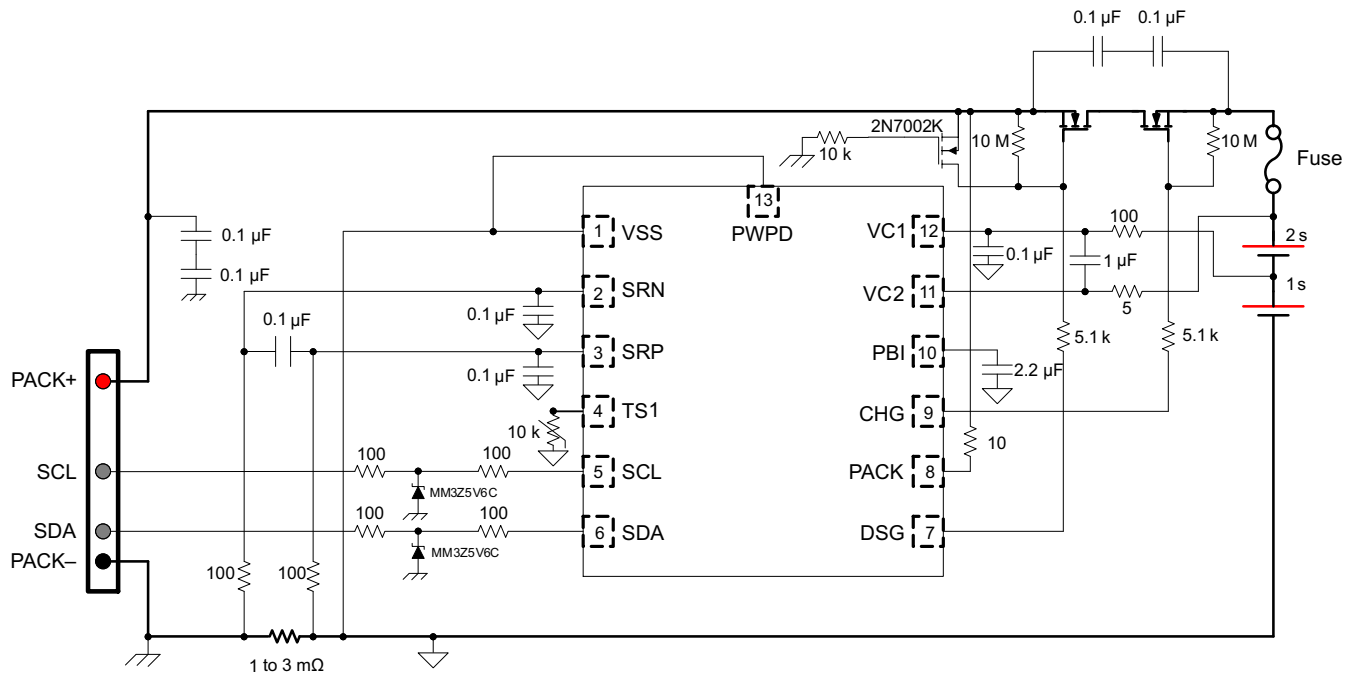 0.1 µF
0.1 µF
2N7002K
10 k
10 M
10 M
Fuse
13
PWPD
1
VSS
VC1
12
100
2 s
0.1 µF
0.1 µF
0.1 µF
1 µF
2
SRN
VC2
11
5
1 s
0.1 µF
0.1 µF
3
SRP
PBI
10
5.1 k
5.1 k
0.1 µF
2.2 µF
PACK+
4
TS1
CHG
9
10 k
10
SCL
100
100
5
SCL
PACK
8
MM3Z5V6C
SDA
100
100
6
SDA
DSG
7
MM3Z5V6C
PACK–
100
100
1 to 3 mΩ